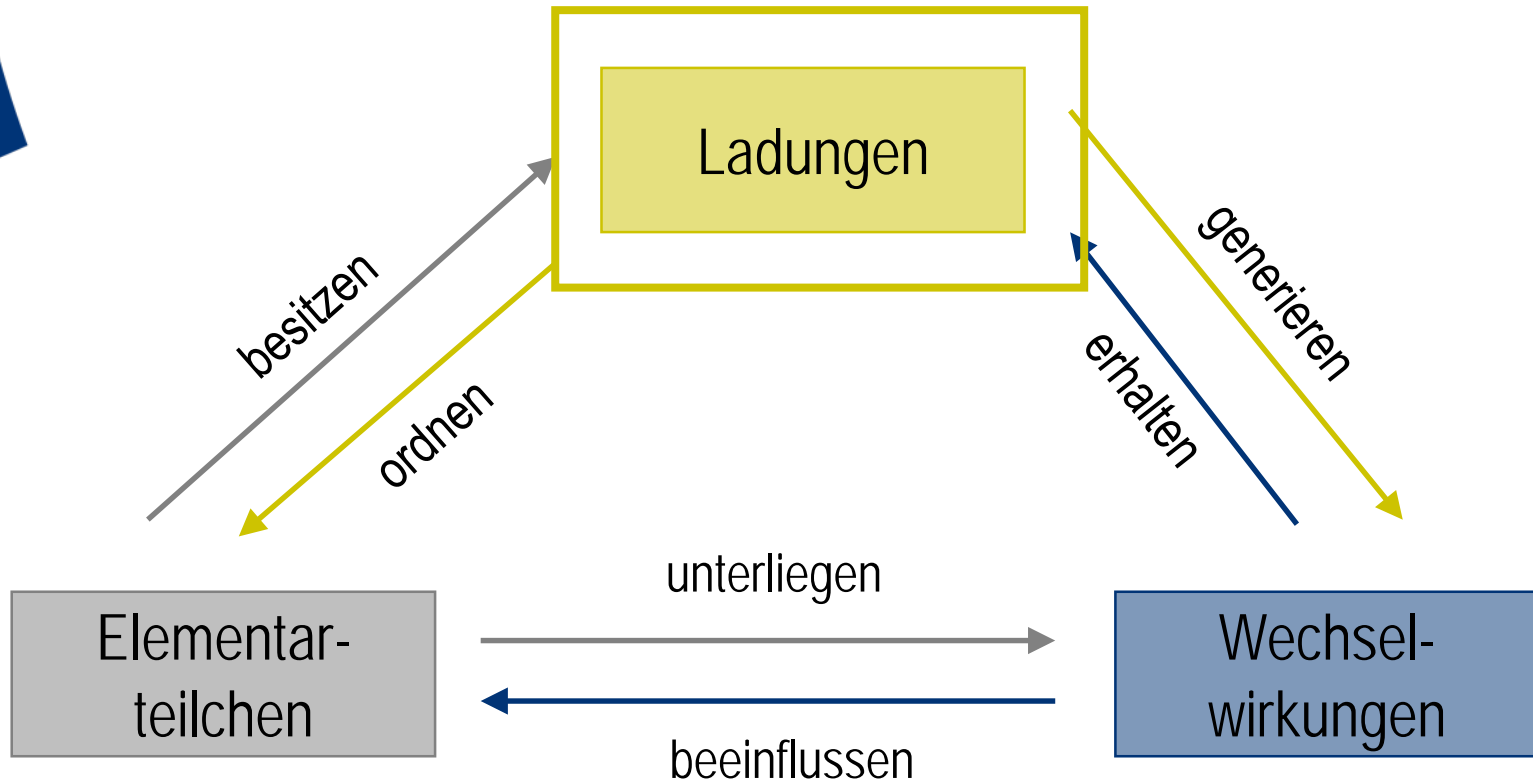 Ladungen
besitzen
ordnen
generieren
erhalten
unterliegen
Elementar-
teilchen
Wechsel-
wirkungen
beeinflussen